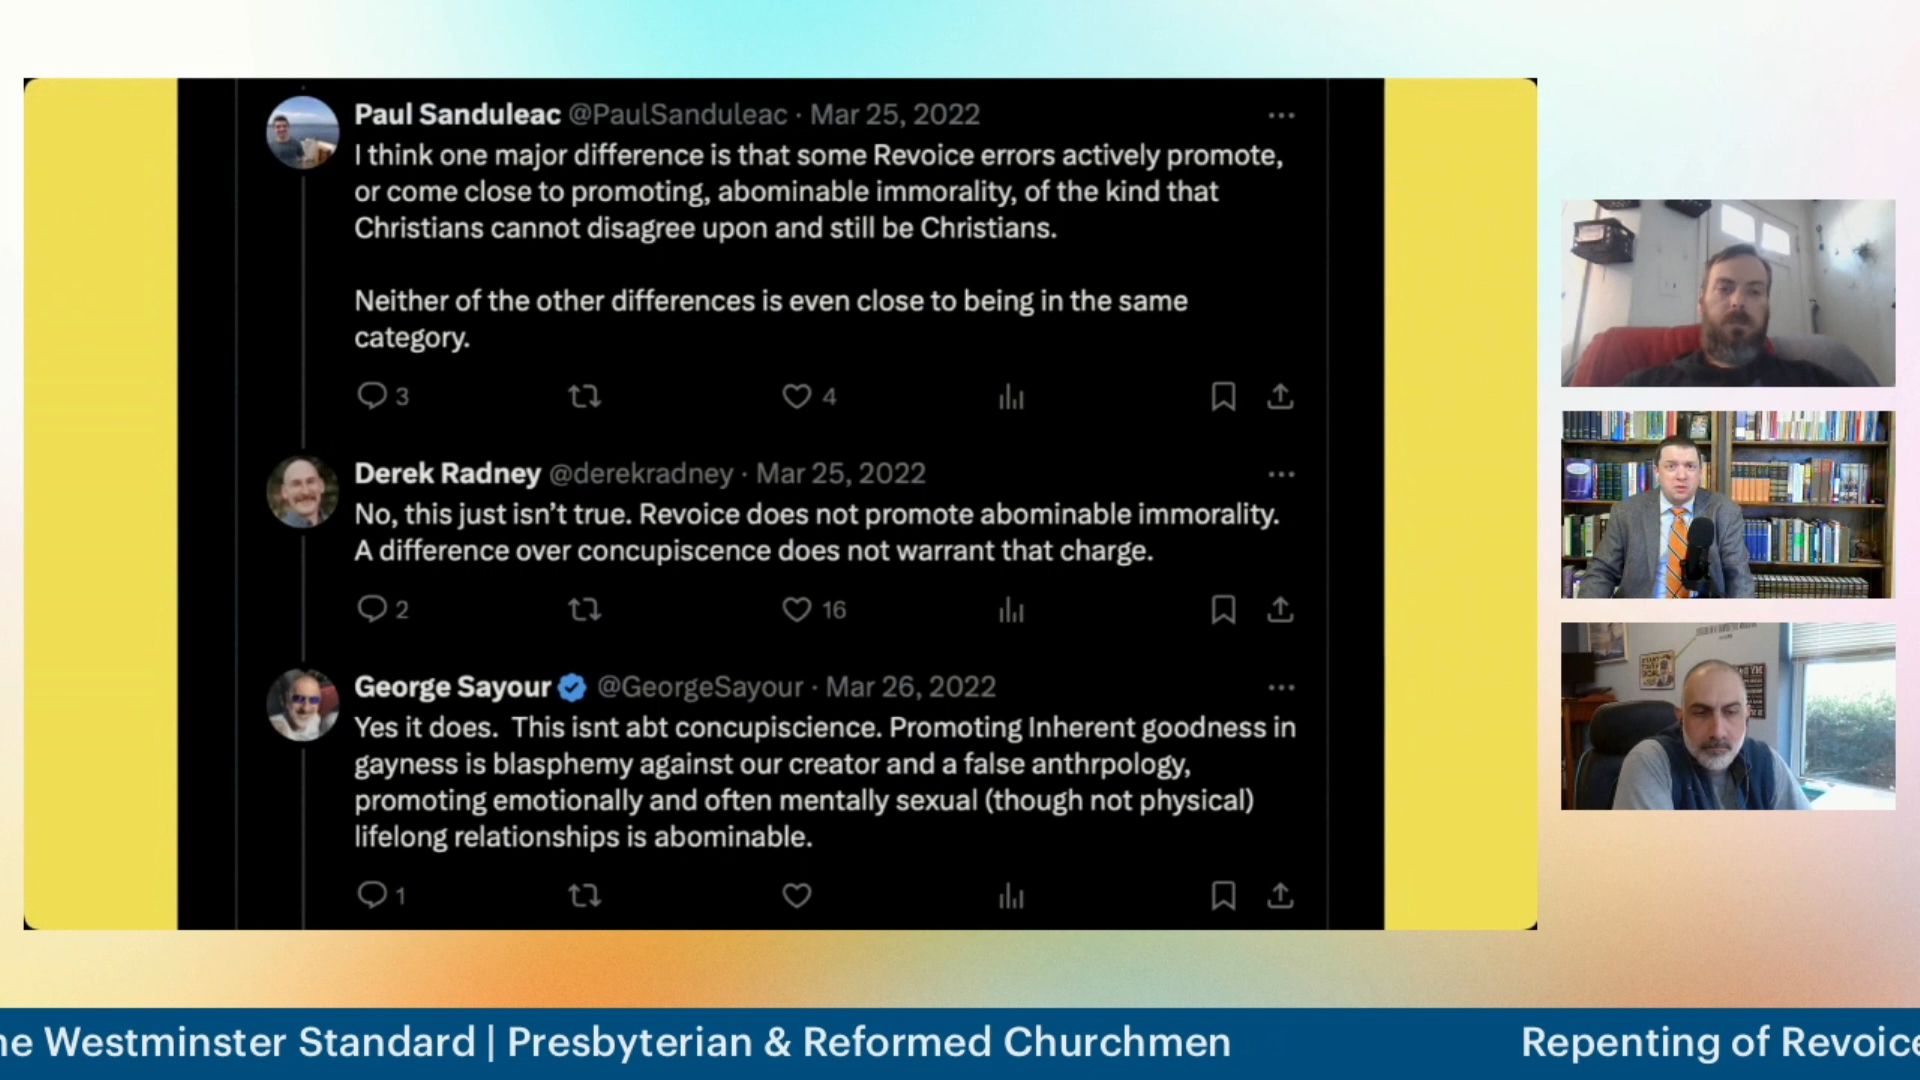 Paul Sanduleac @PaulSanduleac · Mar 25, 2022
I think one major difference is that some Revoice errors actively promote,
or come close to promoting, abominable immorality, of the kind that
Christians cannot disagree upon and still be Christians.
Neither of the other differences is even close to being in the same
category.
3 4
Derek Radney @derekradney · Mar 25, 2022
No, this just isn't true. Revoice does not promote abominable immorality.
A difference over concupiscence does not warrant that charge.
2 16
George Sayour @GeorgeSayour · Mar 26, 2022
Yes it does. This isnt abt concupiscience. Promoting Inherent goodness in
gayness is blasphemy against our creator and a false anthrpology,
promoting emotionally and often mentally sexual (though not physical)
lifelong relationships is abominable.
1
he Westminster Standard | Presbyterian & Reformed Churchmen Repenting of Revoice